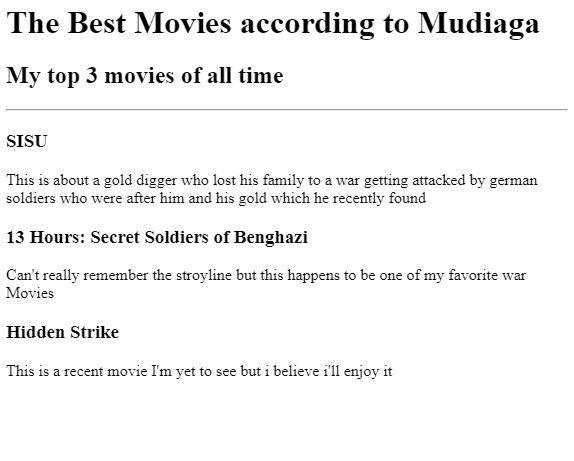 The Best Movies according to Mudiaga
My top 3 movies of all time
SISU
This is about a gold digger who lost his family to a war getting attacked by german
soldiers who were after him and his gold which he recently found
13 Hours: Secret Soldiers of Benghazi
Can't really remember the stroyline but this happens to be one of my favorite war
Movies
Hidden Strike
This is a recent movie I'm yet to see but i believe i'll enjoy it